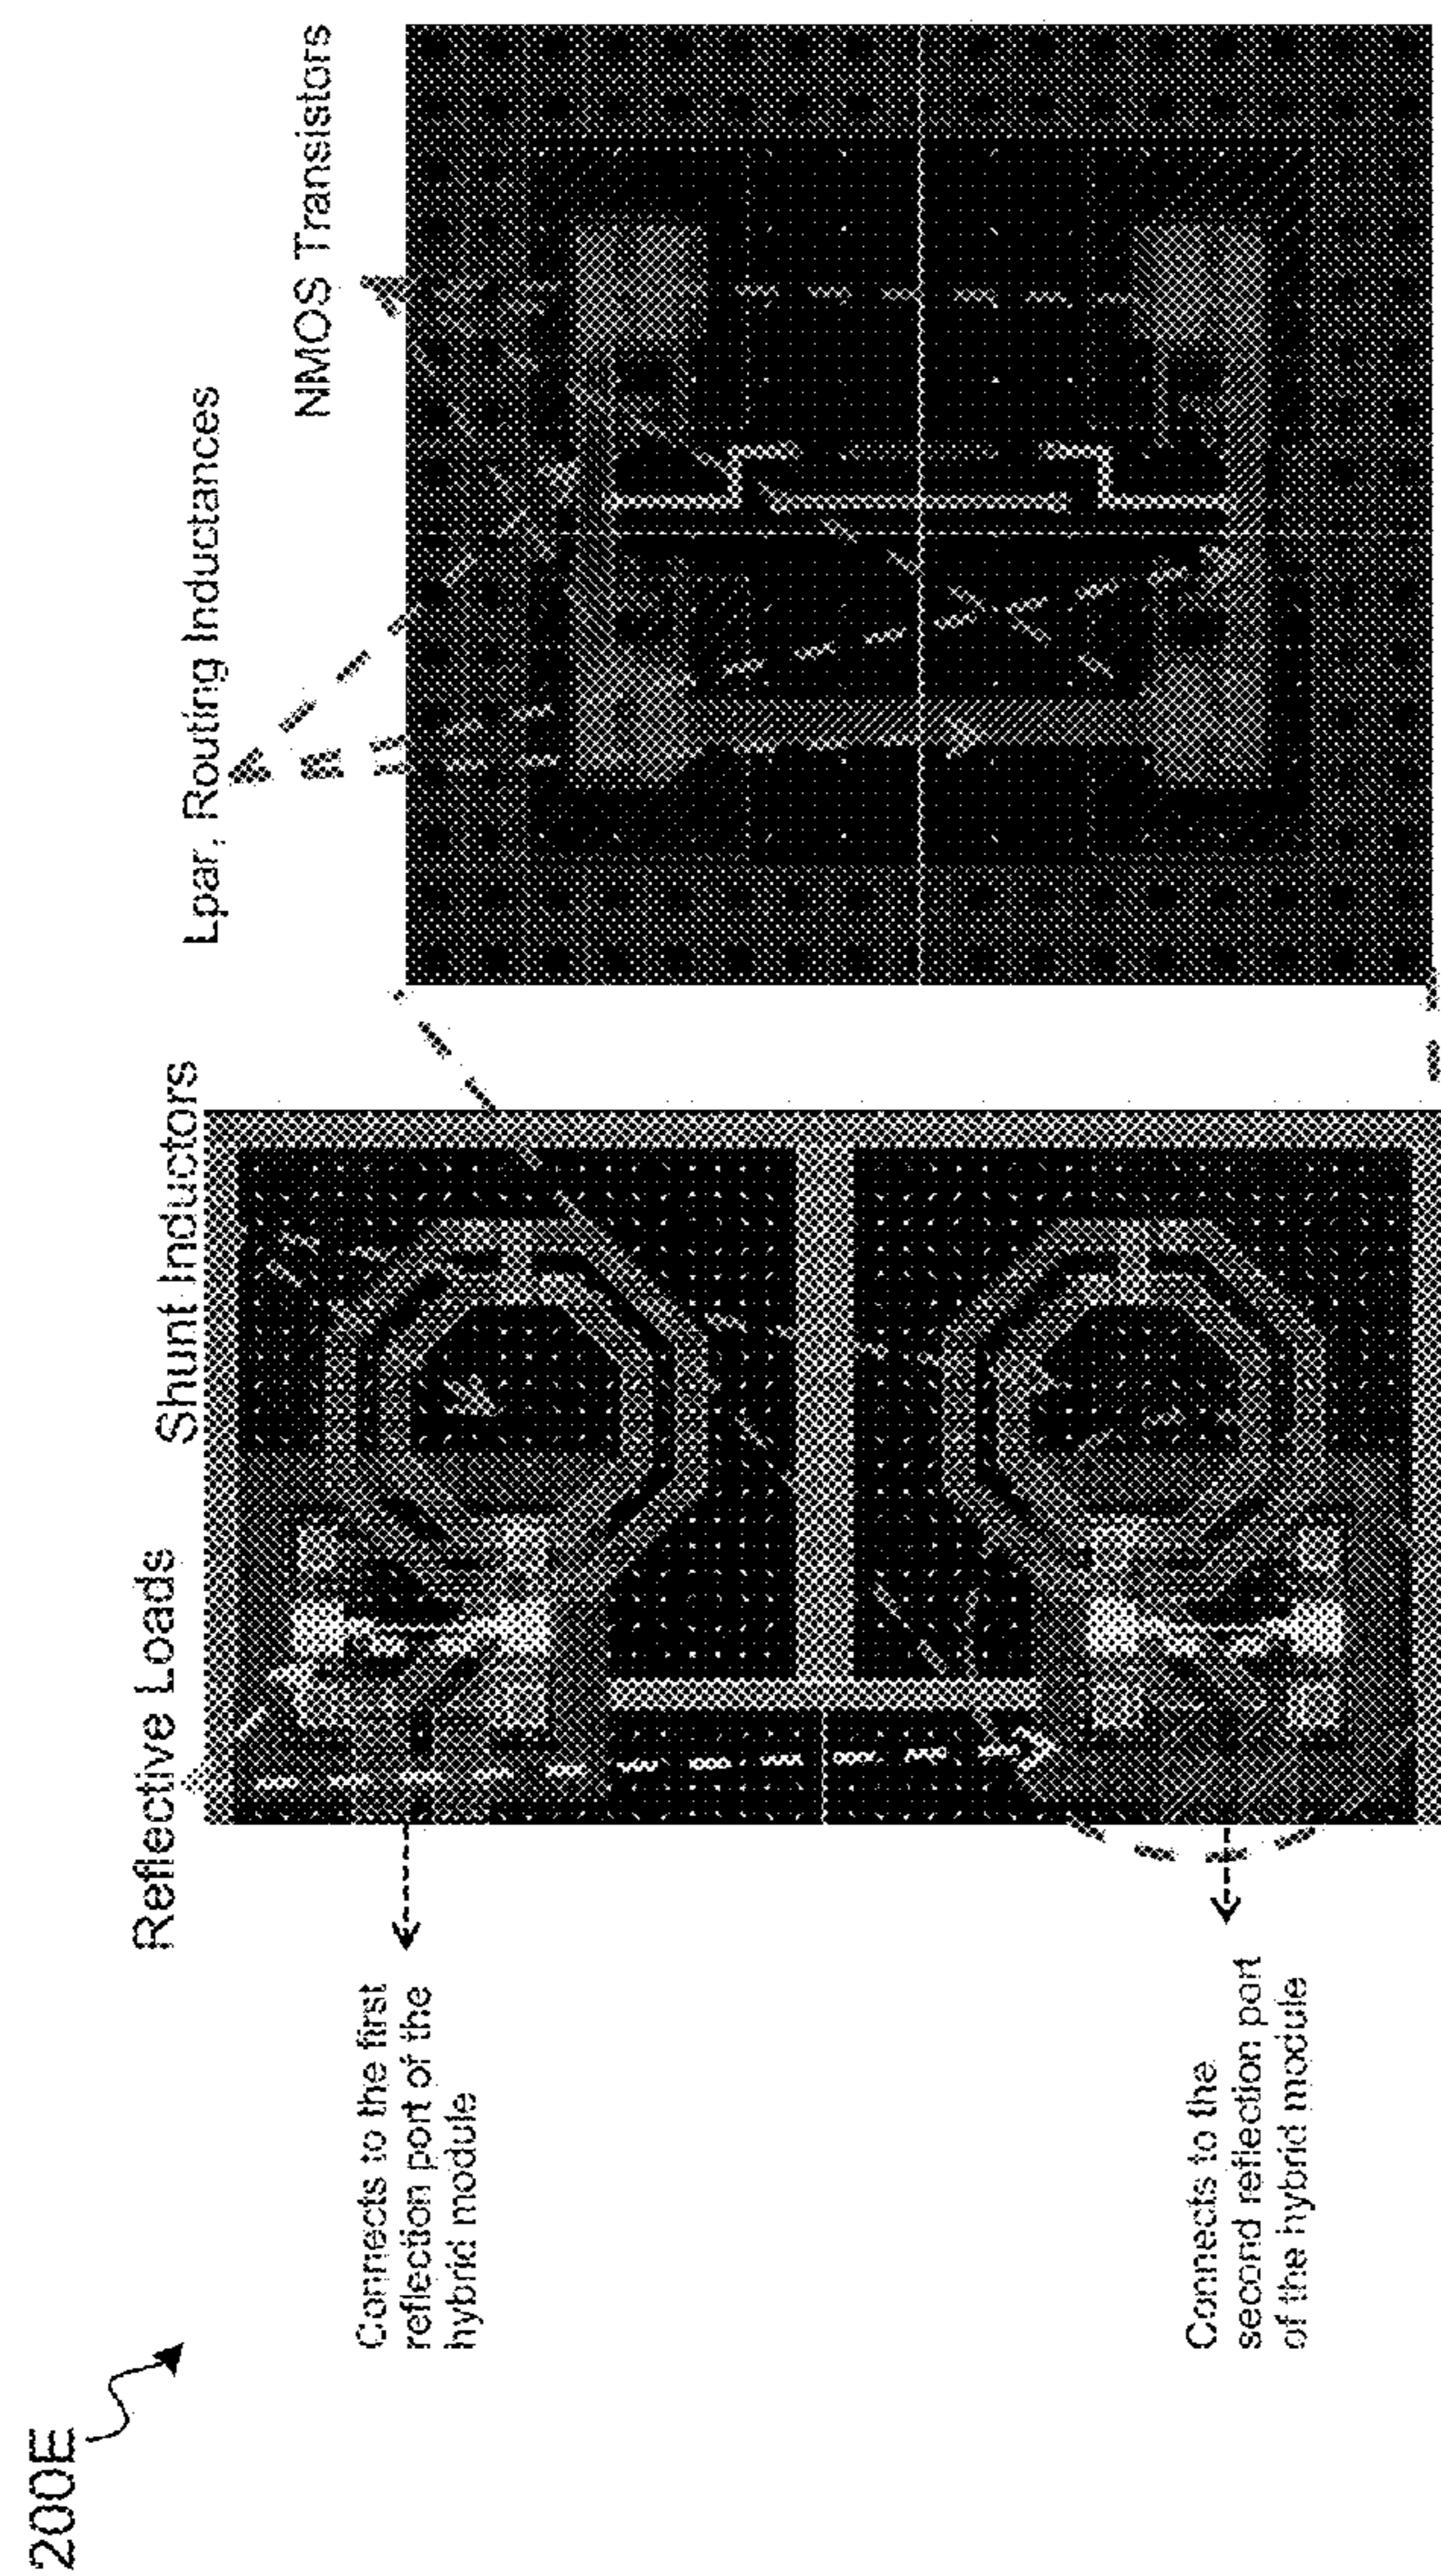 200E
Reflective Loads
Shunt Inductors
Lpar, Routing Inductances
NMOS Transistors
Connects to the first
reflection port of the
hybrid module
Connects to the
second reflection port
of the hybrid module